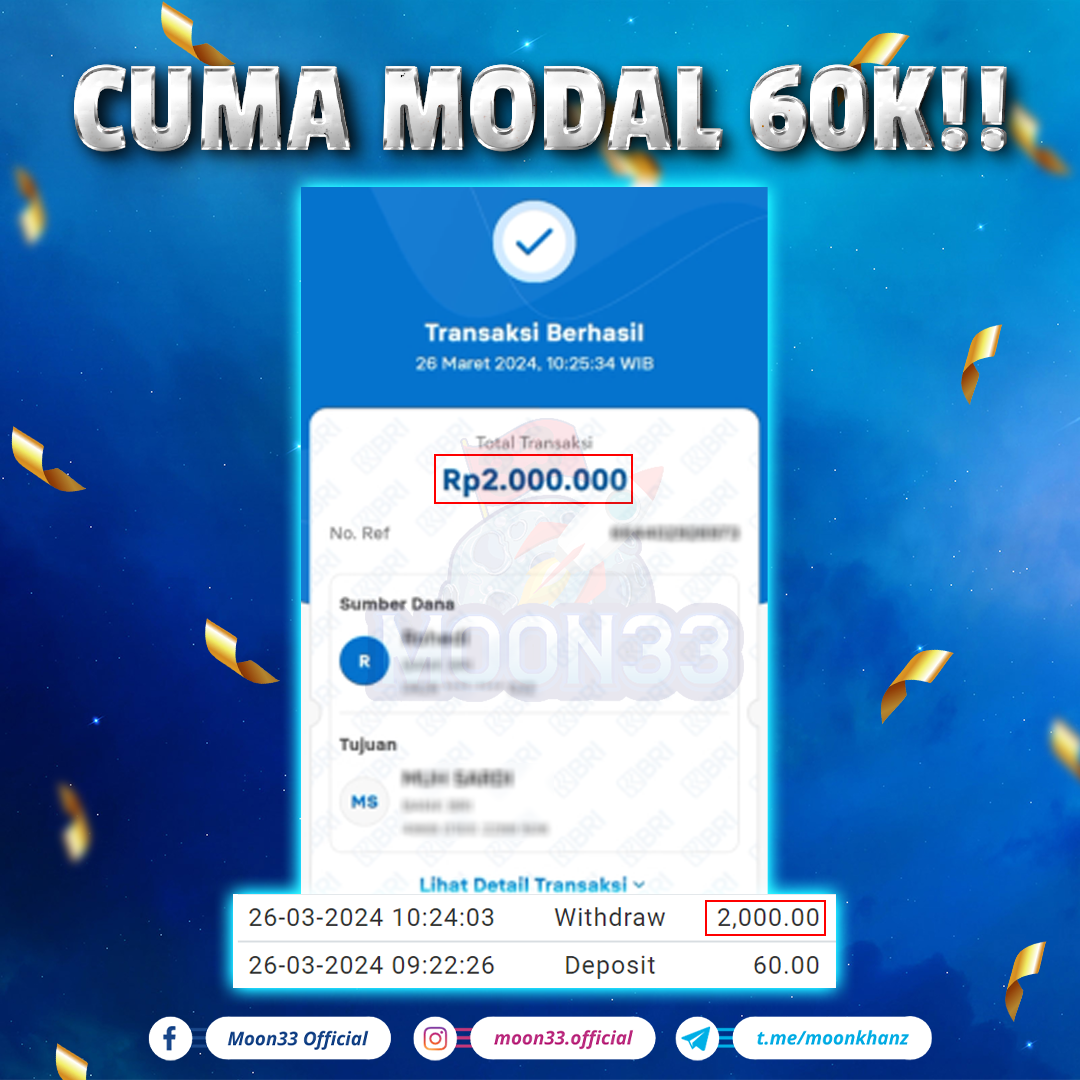 CUMA MODAL 60K!!
Transaksi Berhasil
26 Maret 2024, 10:25:34 WIB
Total Transaksi
Rp2.000.000
No. Ref
Sumber Dana
R
MOON33
Tujuan
MUH SARDI
MS
Lihat Detail Transaksi
26-03-2024 10:24:03 Withdraw 2,000.00
26-03-2024 09:22:26 Deposit 60.00
Moon33 Official
moon33.official
t.me/moonkhanz